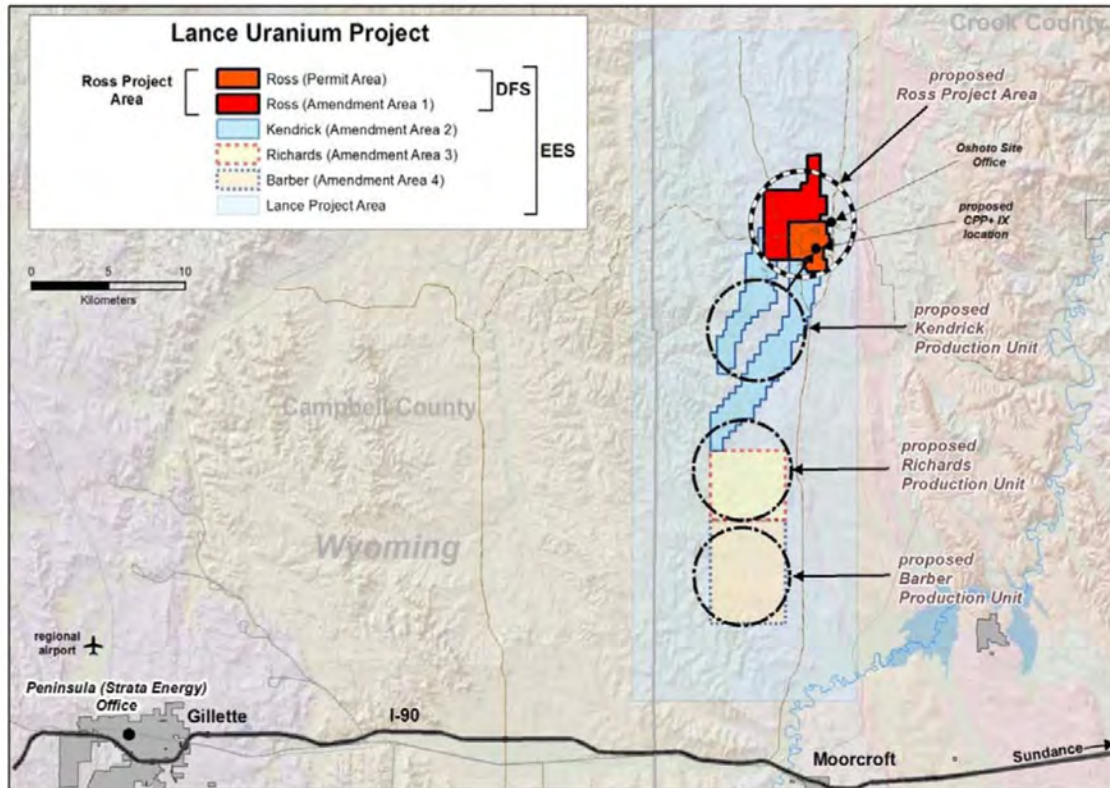 Crook County
Lance Uranium Project
Ross Project
Area
Ross (Permit Area)
Ross (Amendment Area 1)
DFS
Kendrick (Amendment Area 2)
Richards (Amendment Area 3)
Barber (Amendment Area 4)
Lance Project Area
EES
proposed
Ross Project Area
Oshoto Site
Office
proposed
CPP+ IX
location
0 5 10
Kilometers
proposed
Kendrick
Production Unit
Campbell County
proposed
Richards
Production Unit
Wyoming
proposed
Barber
Production Unit
regional
airport
Peninsula (Strata Energy)
Office
Gillette
I-90
Moorcroft
Sundance